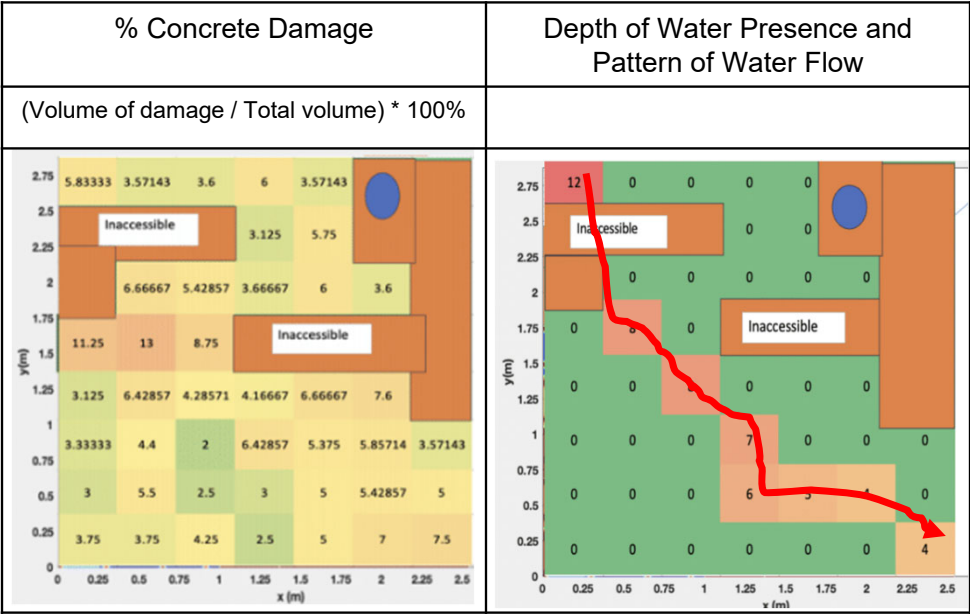 % Concrete Damage
Depth of Water Presence and
Pattern of Water Flow
(Volume of damage / Total volume) * 100%
2.75 5.83333 3.57143 3.6 6 3.57143
2.5
Inaccessible 3.125 5.75
2.25
2 6.66667 5.42857 3.66667 6 3.6
1.75
Inaccessible
11.25 13 8.75
1.5
y(m)
1.25 3.125 6.42857 4.28571 4.16667 6.66667 7.6
1
3.33333 4.4 2 6.42857 5.375 5.85714 3.57143
0.75
0.5 3 5.5 2.5 3 5 5.42857 5
0.25 3.75 3.75 4.25 2.5 5 7 7.5
0
0 0.25 0.5 0.75 1 1.25 1.5 1.75 2 2.25 2.5
x (m)
2.75 12 0 0 0 0
2.5
Inaccessible 0 0
2.25
0 0 0 0 0
2
1.75 0 8 0 Inaccessible
1.5
y(m)
1.25 0 0 0 0 0
1
0 0 0 7 0 0 0
0.75
0.5 0 0 0 6 0
0.25 0 0 0 0 0 0 4
0
0 0.25 0.5 0.75 1 1.25 1.5 1.75 2 2.25 2.5
x (m)